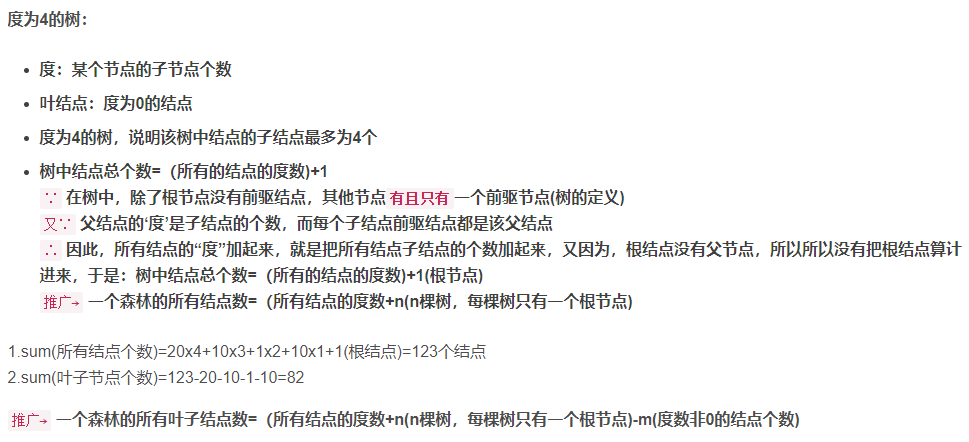 度为4的树：
度：某个节点的子节点个数
叶结点：度为0的结点
度为4的树，说明该树中结点的子结点最多为4个
树中结点总个数=（所有的结点的度数)+1
∵ 在树中，除了根节点没有前驱结点，其他节点有且只有一个前驱节点(树的定义)
又∵ 父结点的‘度’是子结点的个数，而每个子结点前驱结点都是该父结点
∴ 因此，所有结点的“度”加起来，就是把所有结点子结点的个数加起来，又因为，根结点没有父节点，所以所以没有把根结点算计
进来，于是：树中结点总个数=（所有的结点的度数)+1(根节点)
推广→ 一个森林的所有结点数=（所有结点的度数+n(n棵树，每棵树只有一个根节点)
1.sum(所有结点个数)=20x4+10x3+1x2+10x1+1(根结点)=123个结点
2.sum(叶子节点个数)=123-20-10-1-10=82
推广→ 一个森林的所有叶子结点数=（所有结点的度数+n(n棵树，每棵树只有一个根节点)-m(度数非0的结点个数)